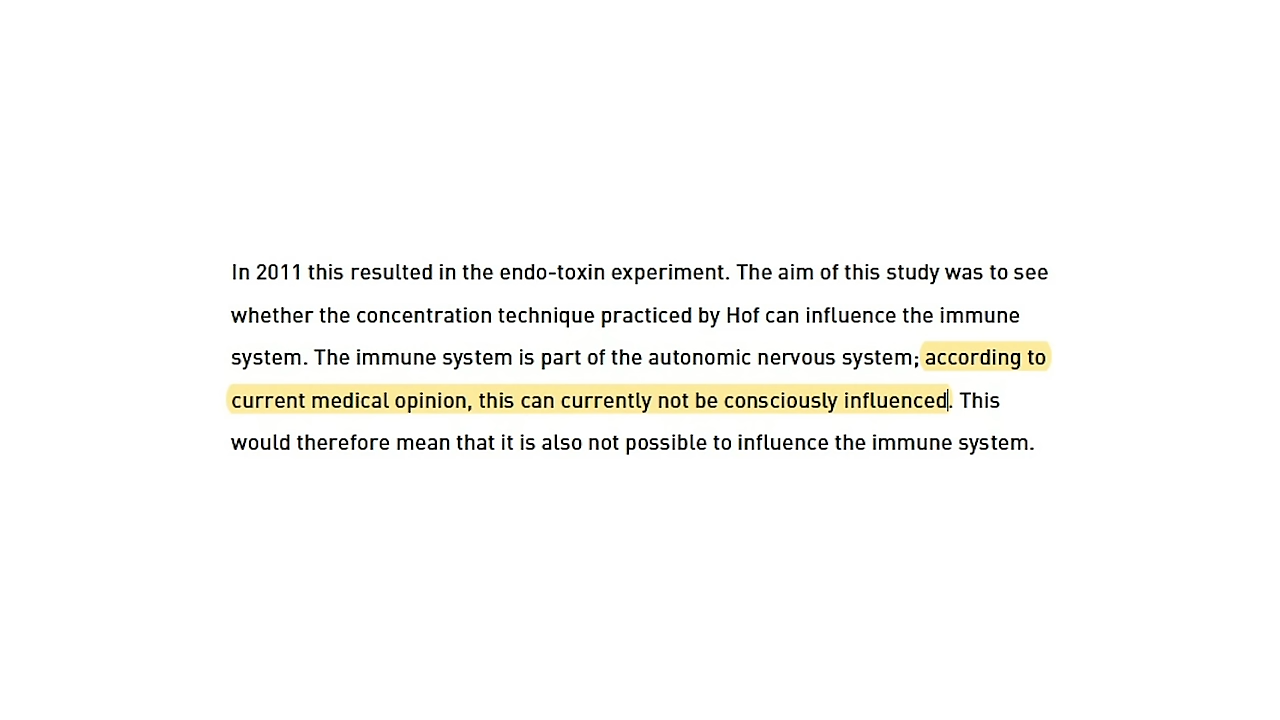 In 2011 this resulted in the endo-toxin experiment. The aim of this study was to see
whether the concentration technique practiced by Hof can influence the immune
system. The immune system is part of the autonomic nervous system; according to
current medical opinion, this can currently not be consciously influenced. This
would therefore mean that it is also not possible to influence the immune system.